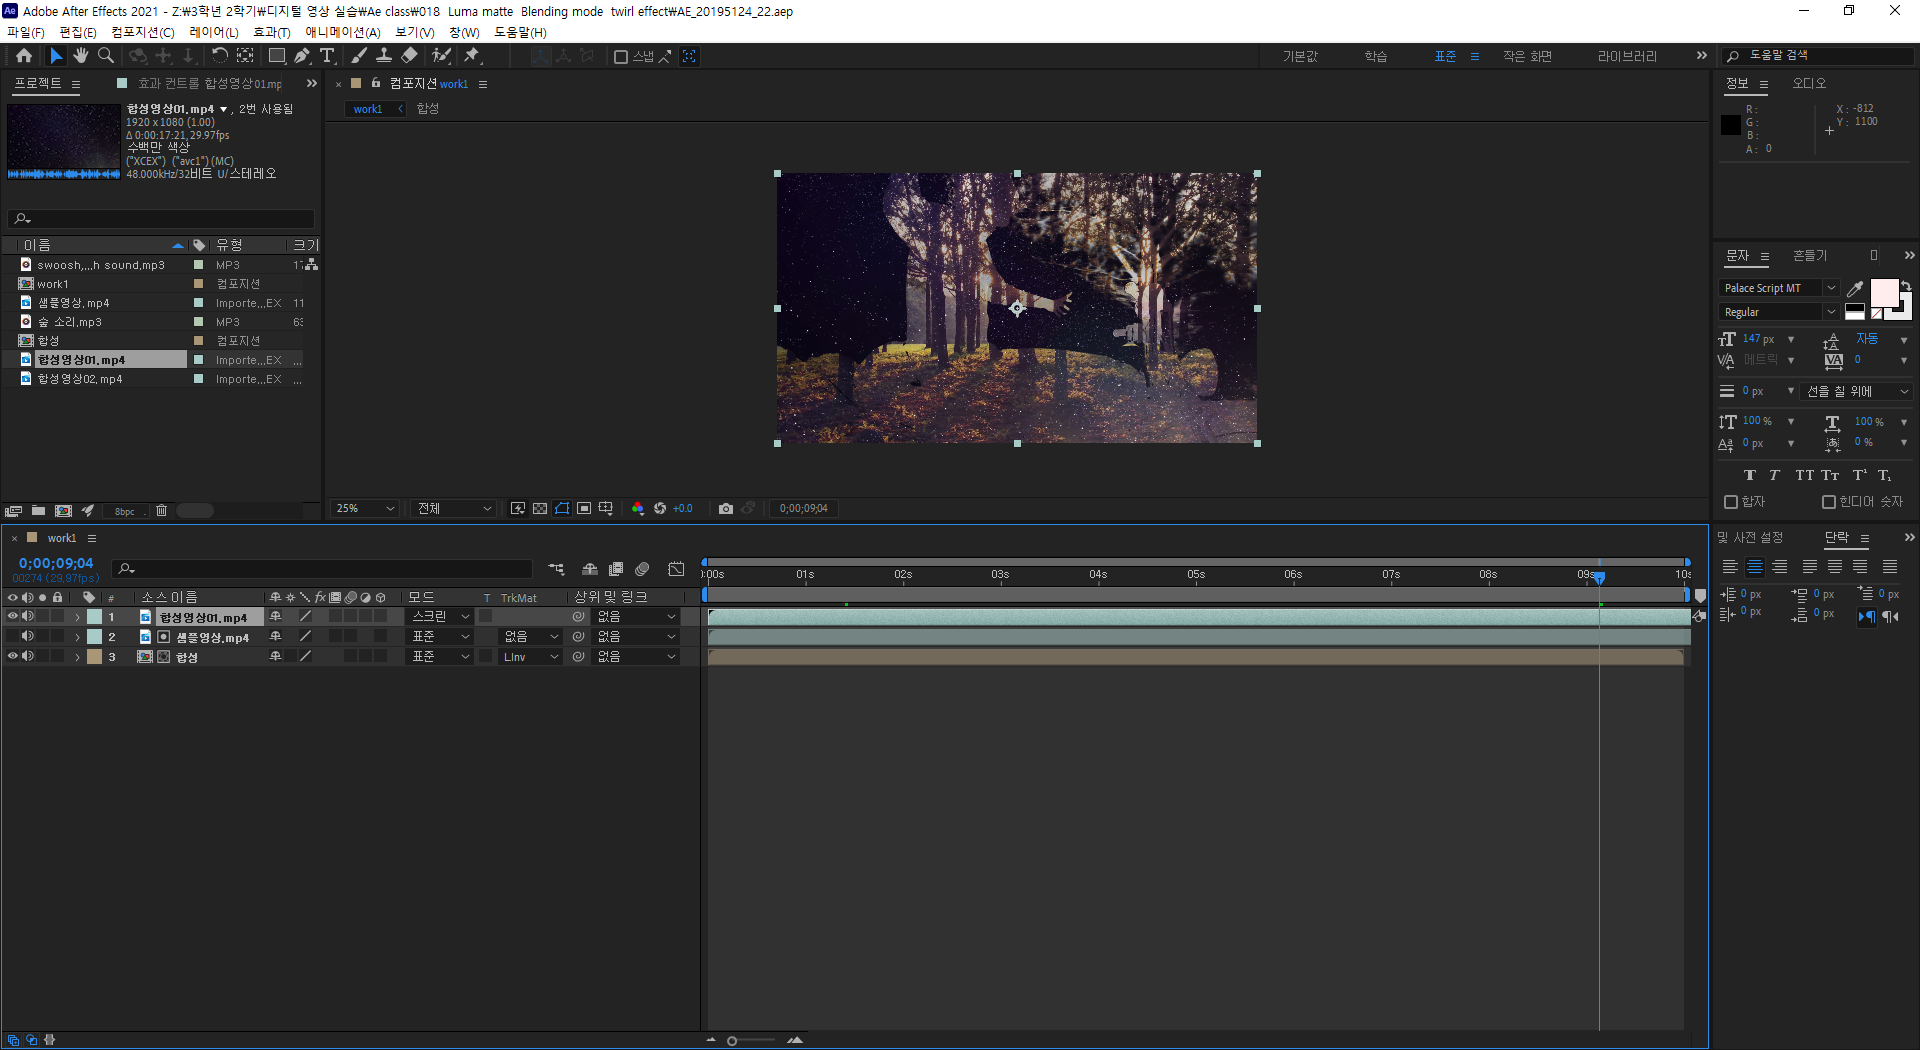 Adobe After Effects 2021 - Z:\3학년 2학기\디지털 영상 실습\Ae class\018 Luma matte Blending mode twirl effect\AE_20195124_22.aep
파일(F) 편집(E) 컴포지션(C) 레이어(L) 효과(T) 애니메이션(A) 보기(V) 창(W) 도움말(H)
스냅 기본값 학습 표준 작은 화면 라이브러리 도움말 검색
프로젝트 효과 컨트롤 합성영상01.mp
컴포지션 work1
정보 오디오
work1 합성
합성영상01.mp4 , 2번 사용됨
1920 x 1080 (1.00)
Δ 0:00:17:21, 29.97fps
수백만 색상
("XCEX") ("avc1") (MC)
48.000kHz/32비트 U/스테레오
R:
G:
B:
A: 0
X: -812
Y: 1100
이름 유형 크기
swoosh,,,,h sound.mp3 MP3 17
work1 컴포지션
샘플영상.mp4 Importe,,,EX 11
숲 소리.mp3 MP3 63
합성 컴포지션
합성영상01.mp4 Importe,,,EX ...
합성영상02.mp4 Importe,,,EX ...
문자 흔들기
Palace Script MT
Regular
147 px 자동
메트릭 0
0 px 선을 칠 위에
100 % 100 %
0 px 0 %
T T TT Tт T¹ T₁
합자 힌디어 숫자
8bpc
25% 전체 +0.0 0;00;09;04
work1
0;00;09;04
00274 (29.97fps)
:00s 01s 02s 03s 04s 05s 06s 07s 08s 09s 10s
# 소스 이름 fx 모드 T TrkMat 상위 및 링크
1 합성영상01.mp4 스크린 없음
2 샘플영상.mp4 표준 없음 없음
3 합성 표준 L.Inv 없음
및 사전 설정 단락
0 px 0 px 0 px
0 px 0 px